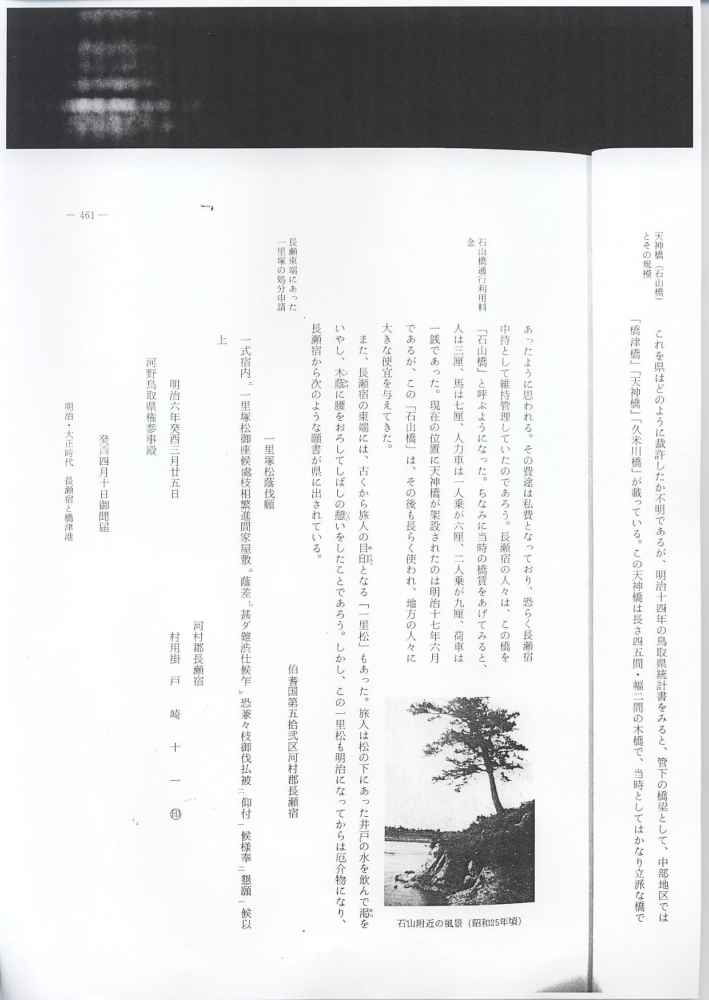 天神橋（石山橋）
とその規模
これを県はどのように裁許したか不明であるが、明治十四年の鳥取県統計書をみると、管下の橋梁として、中部地区では
「橋津橋」「天神橋」「久米川橋」が載っている。この天神橋は長さ四五間・幅二間の木橋で、当時としてはかなり立派な橋で
あったように思われる。その費途は私費となっており、恐らく長瀬宿
中持として維持管理していたのであろう。長瀬宿の人々は、この橋を
石山橋通行利用料
金
「石山橋」と呼ぶようになった。ちなみに当時の橋賃をあげてみると、
人は三厘、馬は七厘、人力車は一人乗が六厘、二人乗が九厘、荷車は
一銭であった。現在の位置に天神橋が架設されたのは明治十七年六月
であるが、この「石山橋」は、その後も長らく使われ、地方の人々に
大きな便宜を与えてきた。
石山附近の風景（昭和25年頃）
また、長瀬宿の東端には、古くから旅人の目印となる「一里松」もあった。旅人は松の下にあった井戸の水を飲んで渇を
いやし、木蔭に腰をおろしてしばしの憩いをしたことであろう。しかし、この一里松も明治になってからは厄介物になり、
長瀬宿から次のような願書が県に出されている。
長瀬東端にあった
一里塚の処分申請
伯耆国第五拾弐区河村郡長瀬宿
一里塚松蔭伐願
一式宿内ニ一里塚松御座候處枝相繁進間家屋敷ニ蔭差し甚ダ難渋仕候乍レ恐兼々枝御伐払被二仰付一候様奉二懇願一候以
上
河村郡長瀬宿
村用掛 戸崎十一㊞
明治六年癸酉三月廿五日
河野鳥取県権参事殿
癸酉四月十日御聞届
明治・大正時代 長瀬宿と橋津港
— 461 —